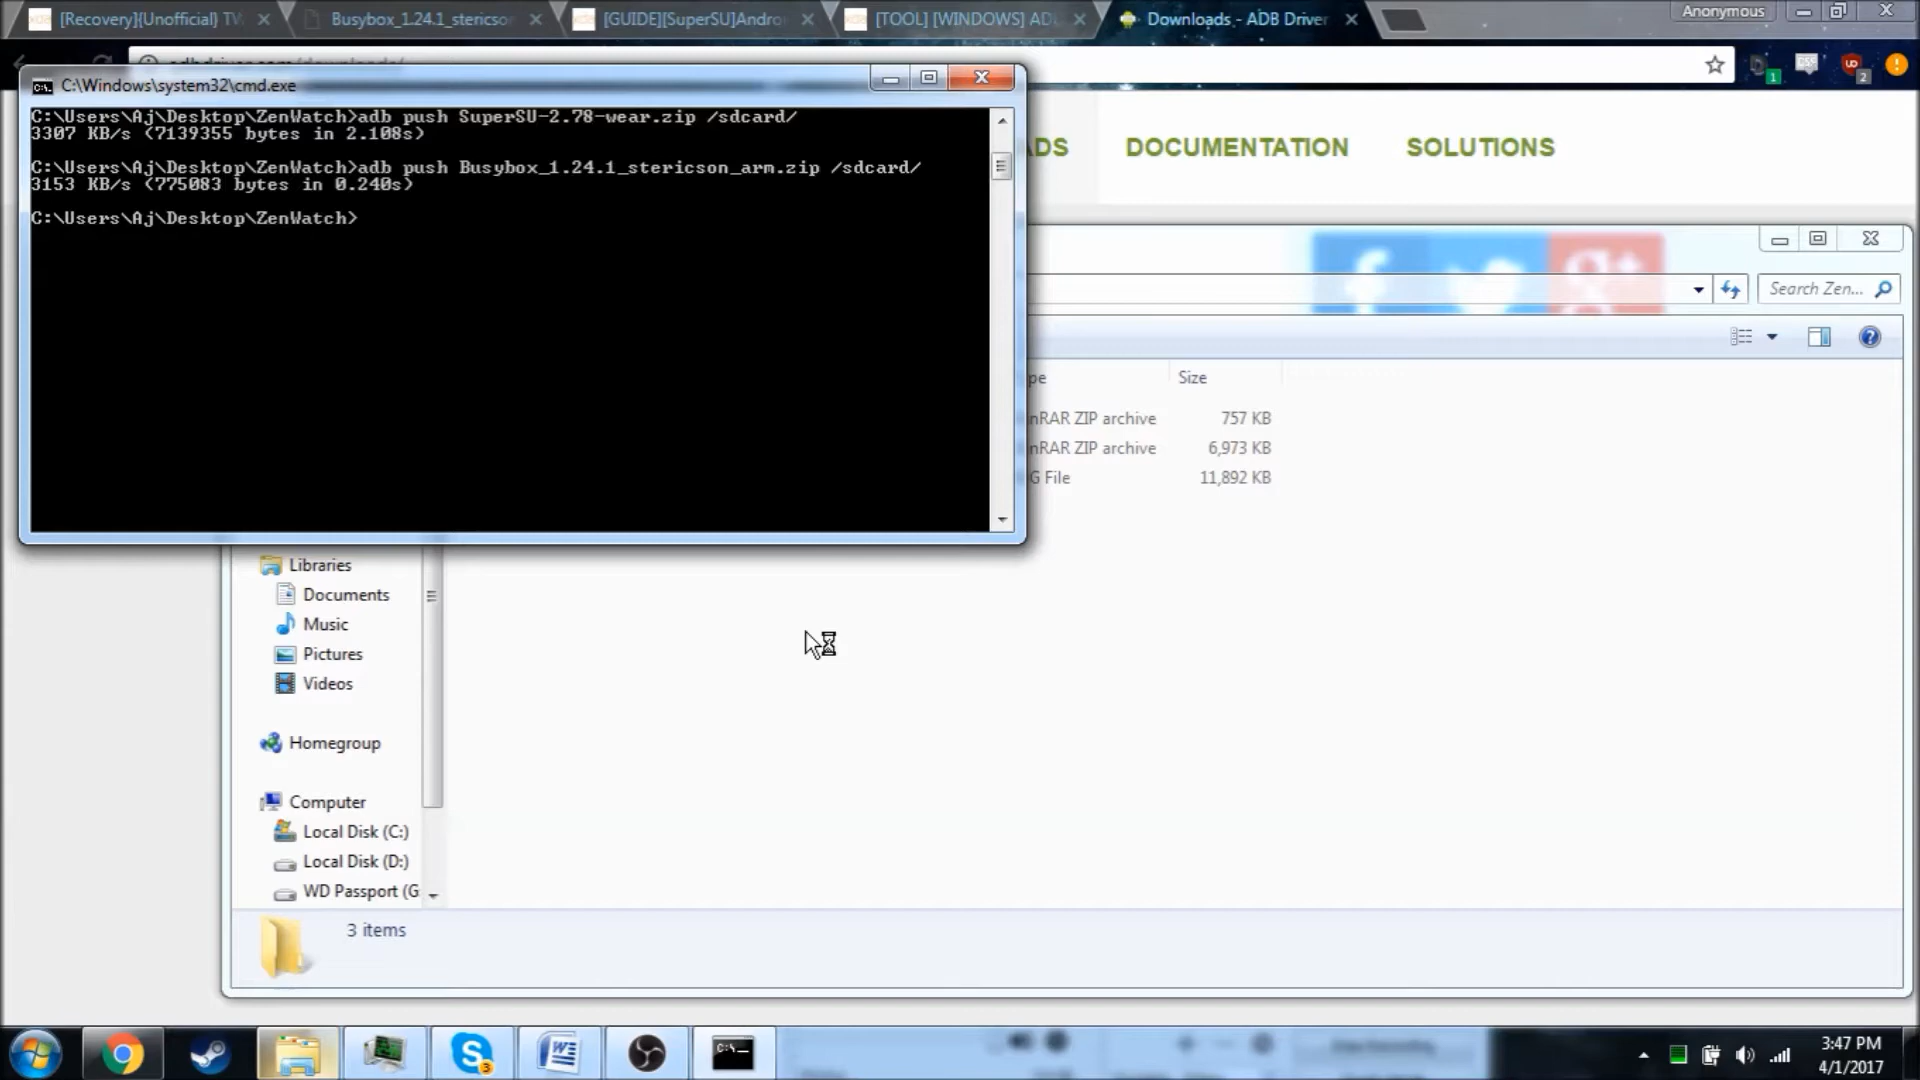 [Recovery][Unofficial] TW
Busybox_1.24.1_stericso
[GUIDE][SuperSU]Andro
[TOOL] [WINDOWS] AD
Downloads - ADB Driver
Anonymous
C:\Windows\system32\cmd.exe
1
2
C:\Users\Aj\Desktop\ZenWatch>adb push SuperSU-2.78-wear.zip /sdcard/
3307 KB/s (7139355 bytes in 2.108s)
C:\Users\Aj\Desktop\ZenWatch>adb push Busybox_1.24.1_stericson_arm.zip /sdcard/
3153 KB/s (775083 bytes in 0.240s)
C:\Users\Aj\Desktop\ZenWatch>
ADS DOCUMENTATION SOLUTIONS
Search Zen...
pe Size
nRAR ZIP archive 757 KB
nRAR ZIP archive 6,973 KB
G File 11,892 KB
Libraries
Documents
Music
Pictures
Videos
Homegroup
Computer
Local Disk (C:)
Local Disk (D:)
WD Passport (G
3 items
3
3:47 PM
4/1/2017